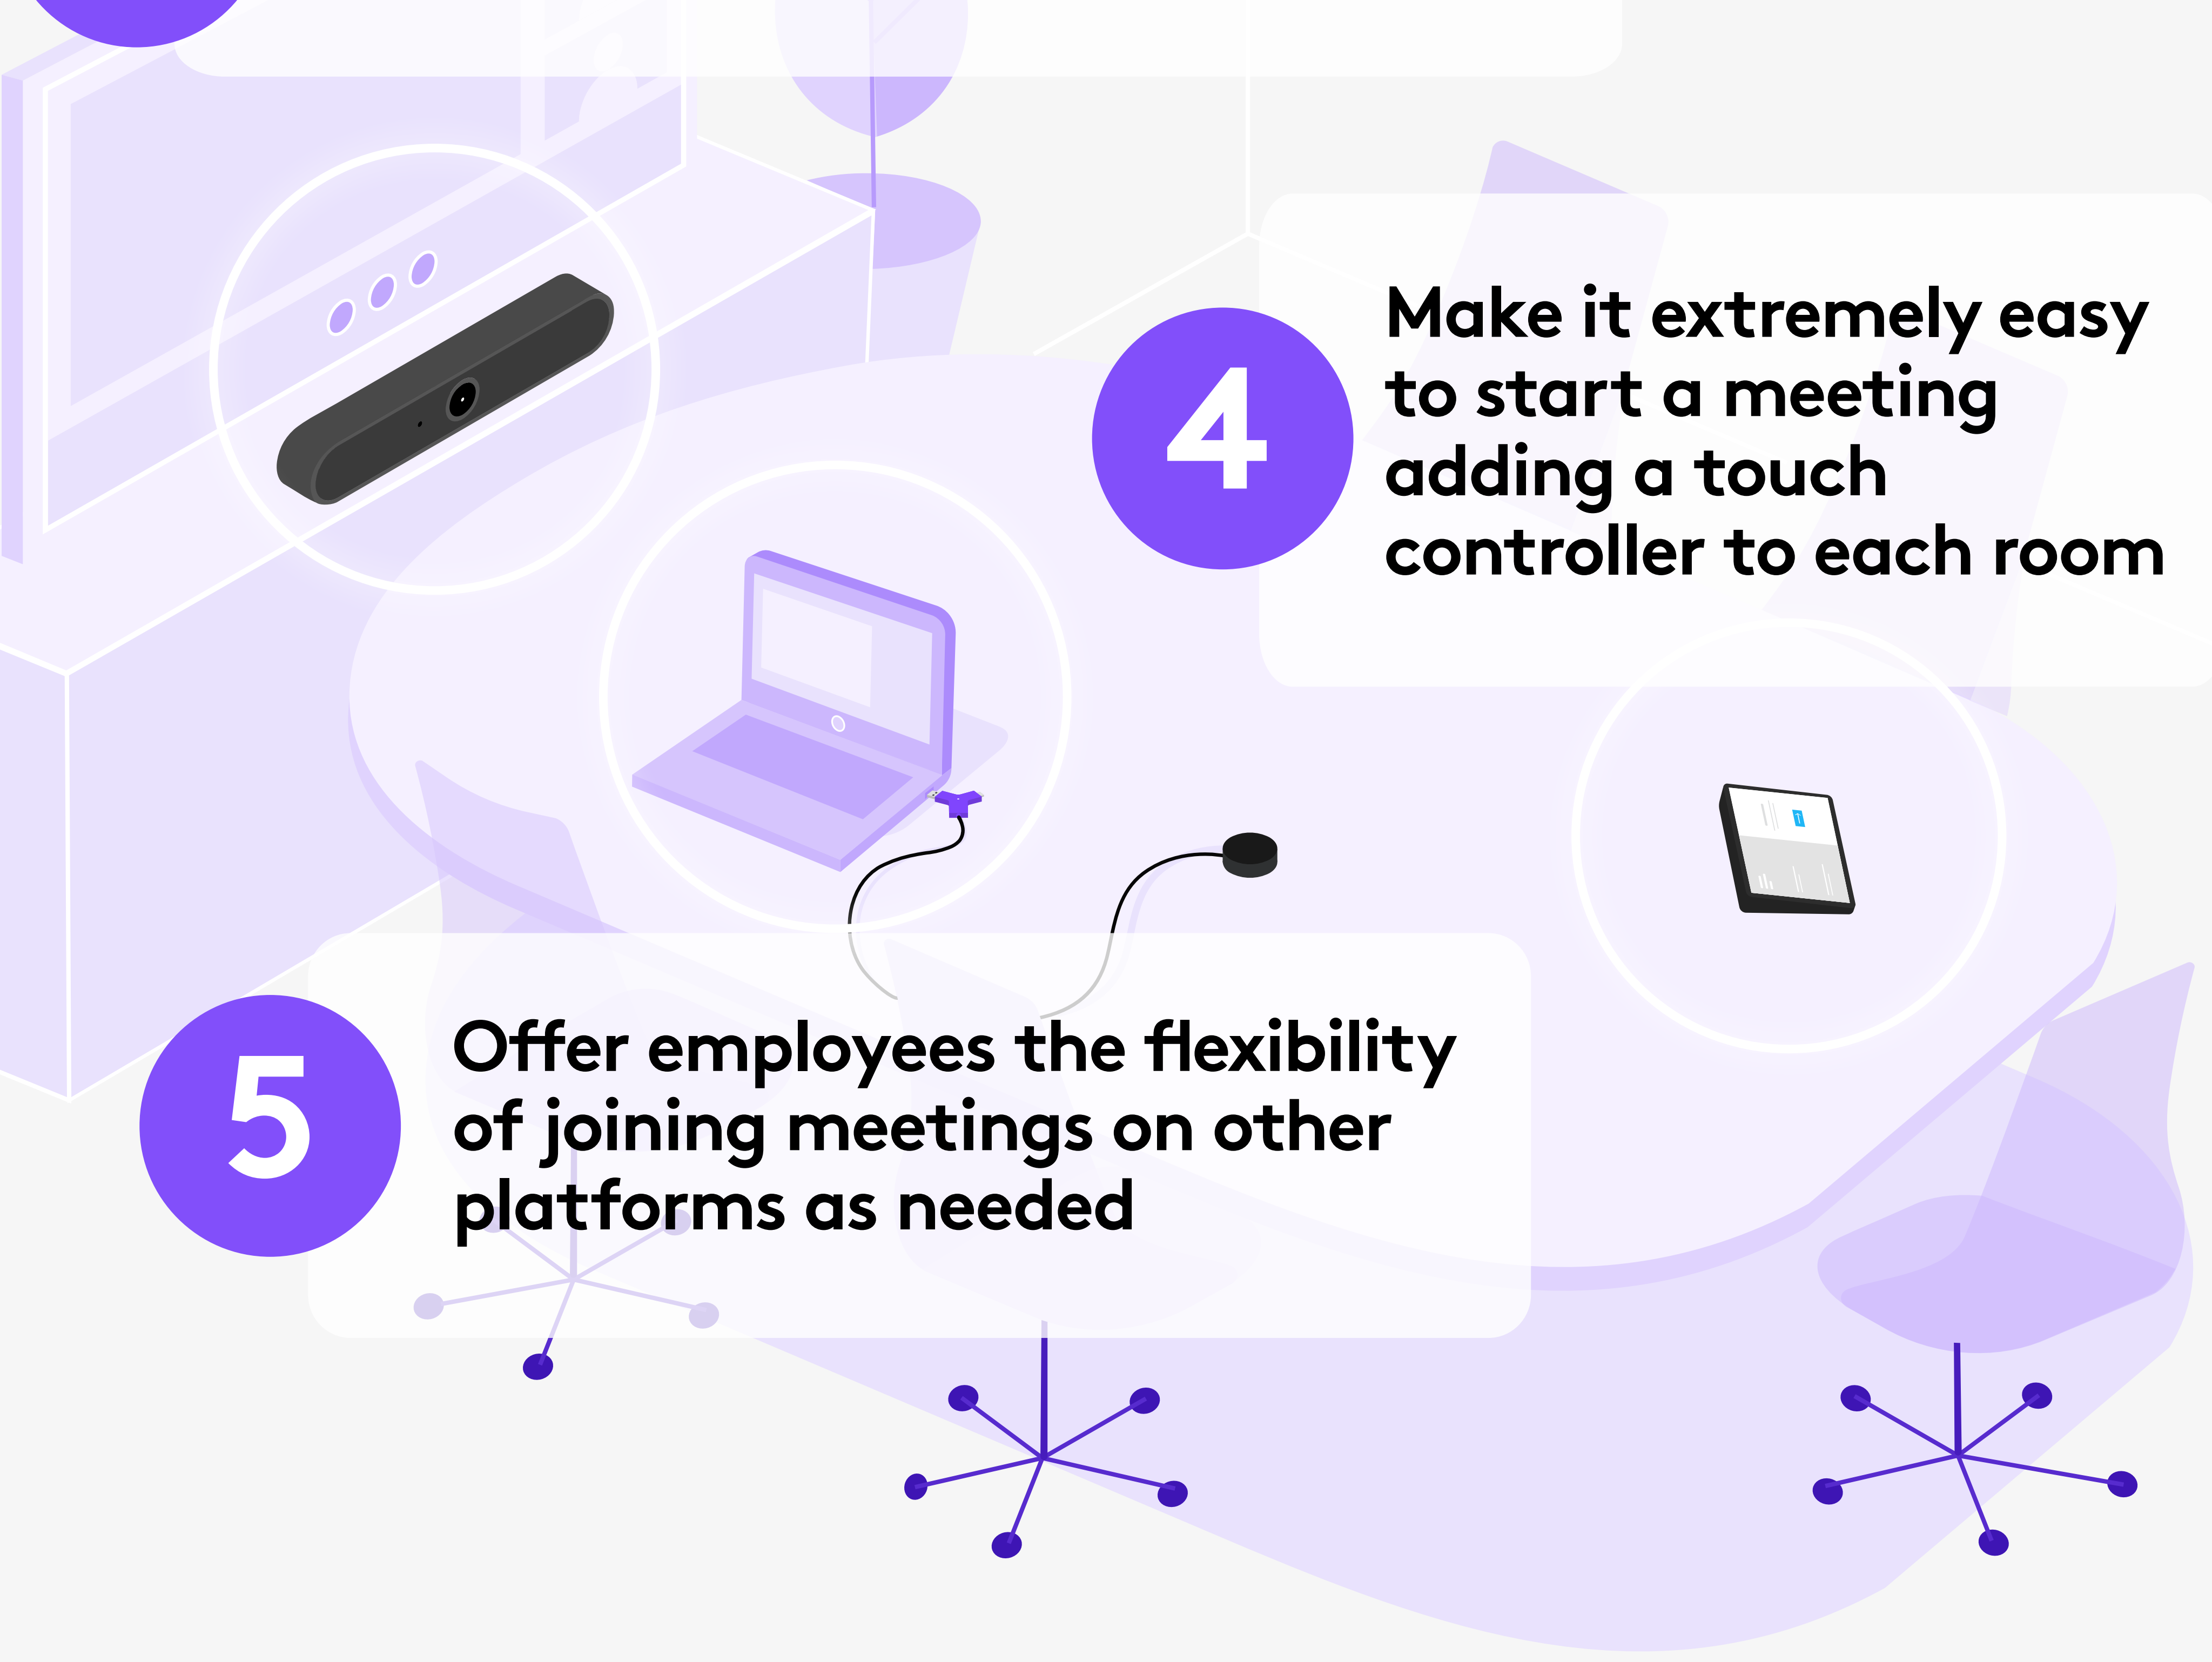 4
Make it extremely easy
to start a meeting
adding a touch
controller to each room
5
Offer employees the flexibility
of joining meetings on other
platforms as needed